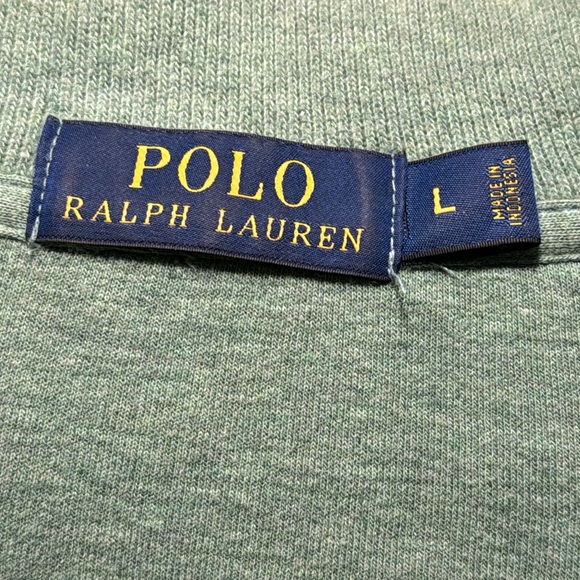 POLO
RALPH LAUREN
L
MADE IN
INDONESIA